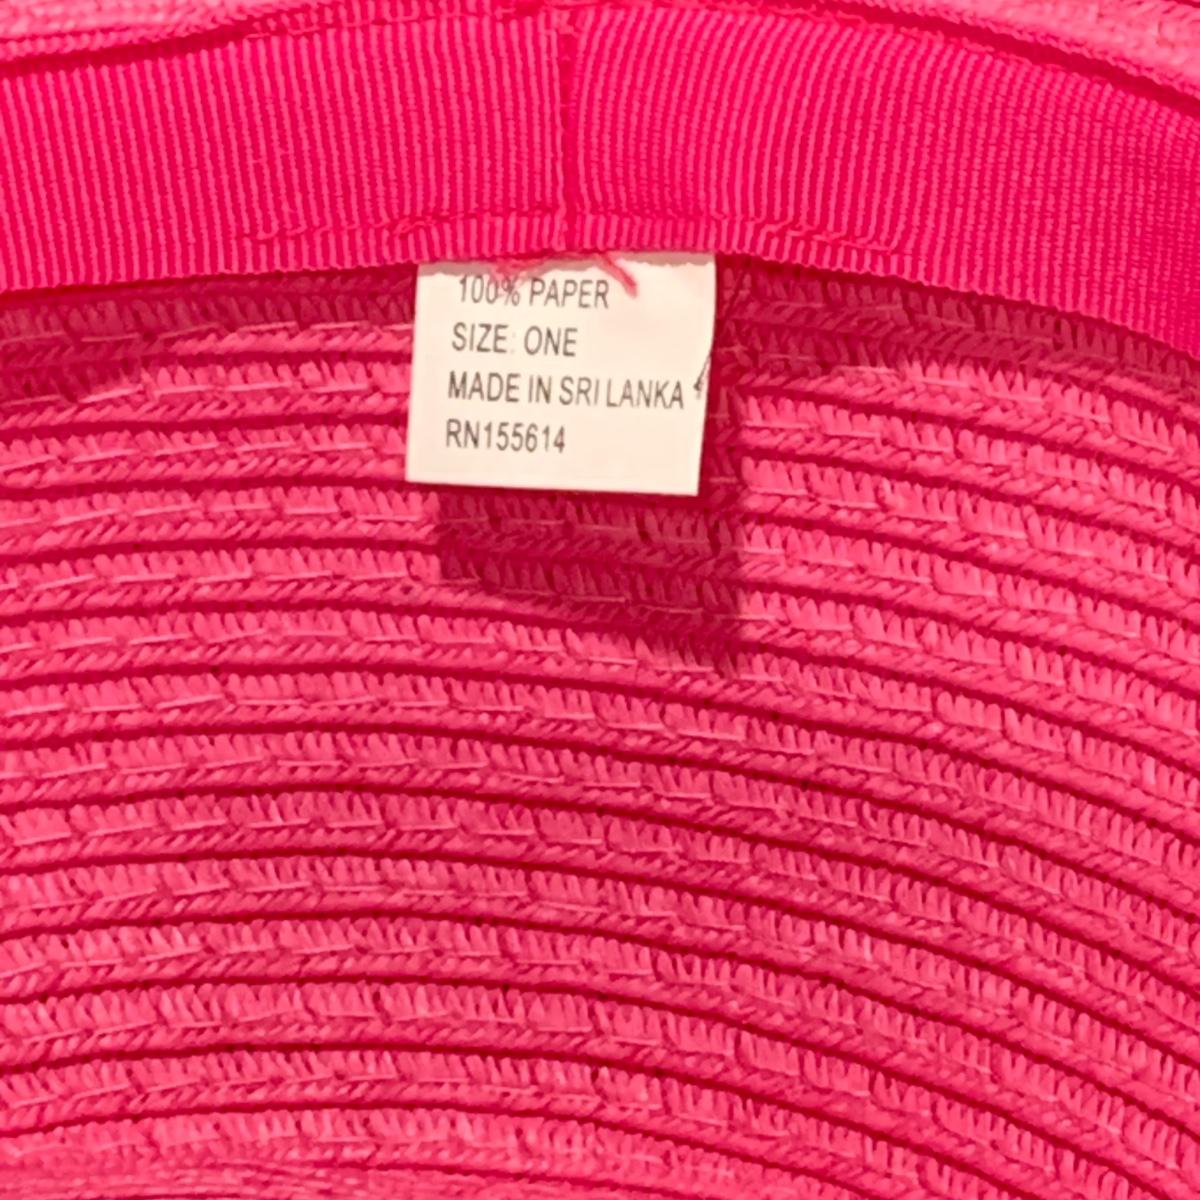 100% PAPER
SIZE: ONE
MADE IN SRI LANKA
RN155614